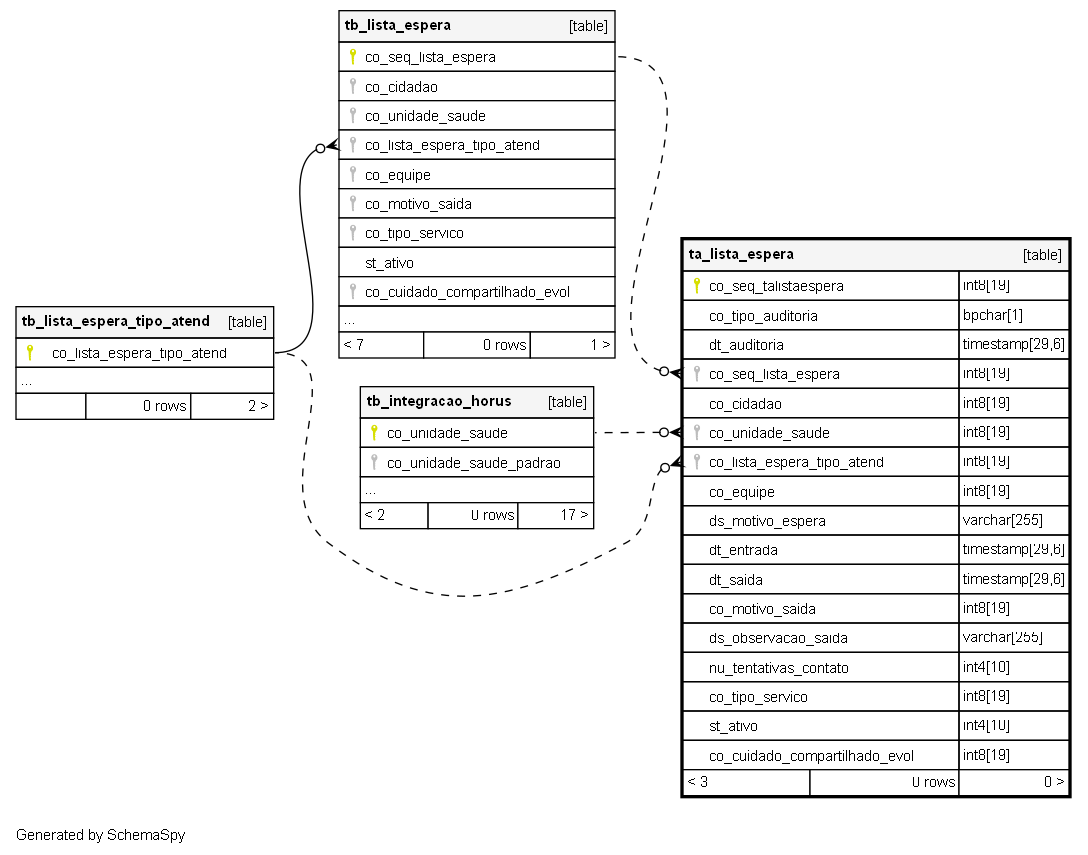 tb_lista_espera [table]
co_seq_lista_espera
co_cidadao
co_unidade_saude
co_lista_espera_tipo_atend
co_equipe
co_motivo_saida
co_tipo_servico
st_ativo
co_cuidado_compartilhado_evol
...
< 7 0 rows 1 >
tb_lista_espera_tipo_atend [table]
co_lista_espera_tipo_atend
...
0 rows 2 >
tb_integracao_horus [table]
co_unidade_saude
co_unidade_saude_padrao
...
< 2 0 rows 17 >
ta_lista_espera [table]
co_seq_talistaespera int8[19]
co_tipo_auditoria bpchar[1]
dt_auditoria timestamp[29,6]
co_seq_lista_espera int8[19]
co_cidadao int8[19]
co_unidade_saude int8[19]
co_lista_espera_tipo_atend int8[19]
co_equipe int8[19]
ds_motivo_espera varchar[255]
dt_entrada timestamp[29,6]
dt_saida timestamp[29,6]
co_motivo_saida int8[19]
ds_observacao_saida varchar[255]
nu_tentativas_contato int4[10]
co_tipo_servico int8[19]
st_ativo int4[10]
co_cuidado_compartilhado_evol int8[19]
< 3 0 rows 0 >
Generated by SchemaSpy